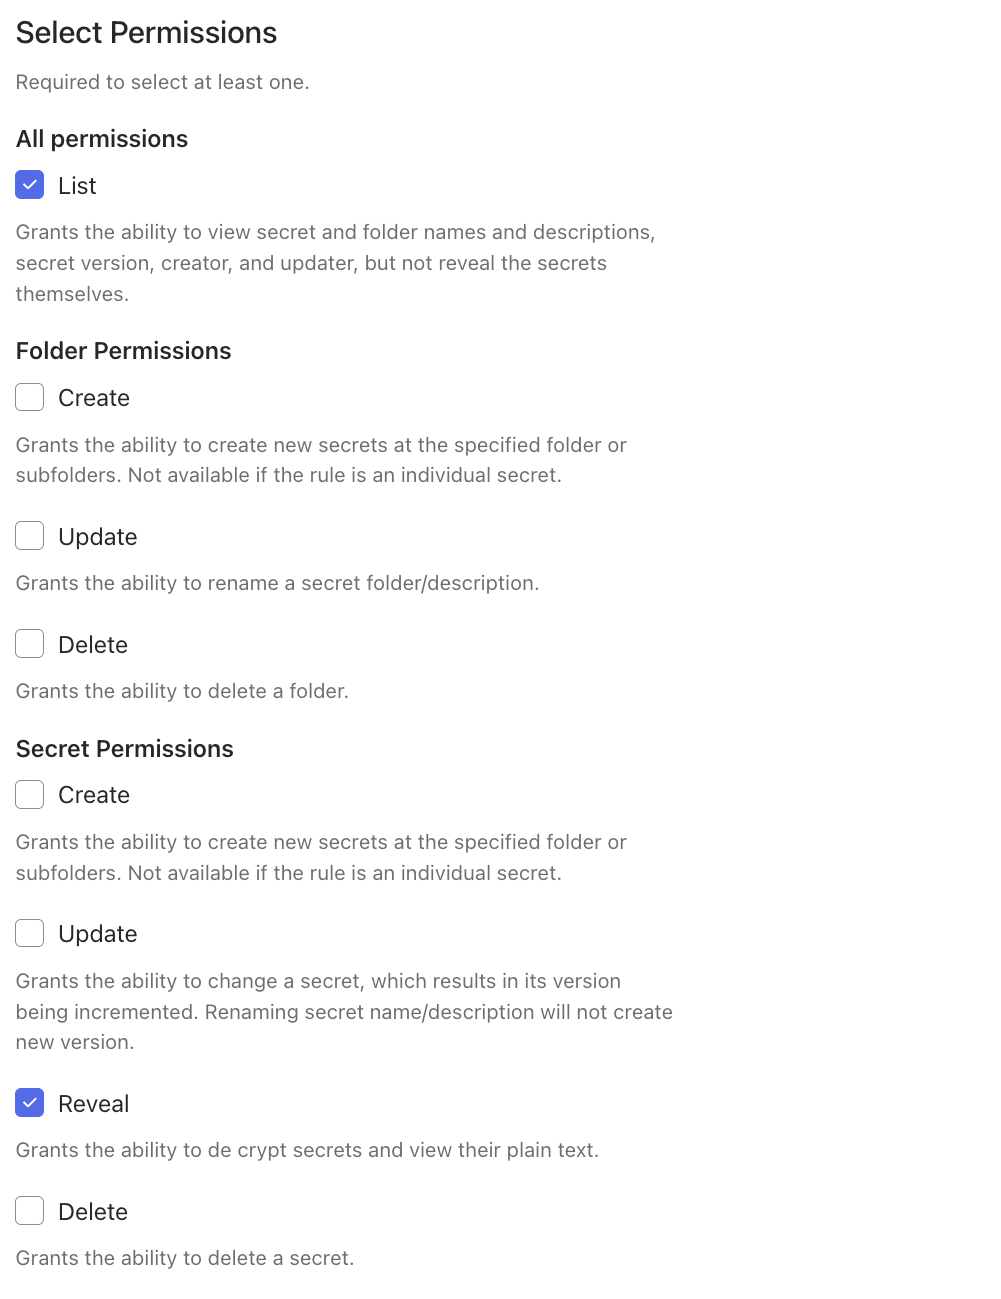 Select Permissions
Required to select at least one.
All permissions
List
Grants the ability to view secret and folder names and descriptions,
secret version, creator, and updater, but not reveal the secrets
themselves.
Folder Permissions
Create
Grants the ability to create new secrets at the specified folder or
subfolders. Not available if the rule is an individual secret.
Update
Grants the ability to rename a secret folder/description.
Delete
Grants the ability to delete a folder.
Secret Permissions
Create
Grants the ability to create new secrets at the specified folder or
subfolders. Not available if the rule is an individual secret.
Update
Grants the ability to change a secret, which results in its version
being incremented. Renaming secret name/description will not create
new version.
Reveal
Grants the ability to de crypt secrets and view their plain text.
Delete
Grants the ability to delete a secret.